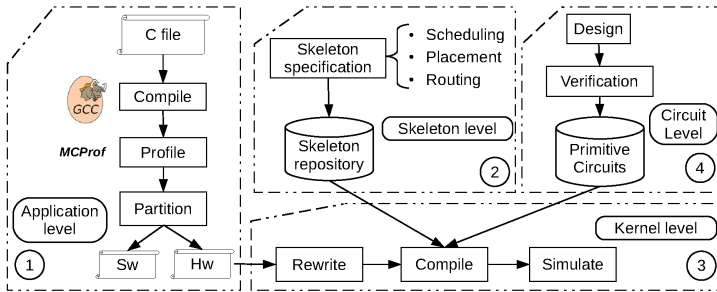 C file
Compile
GCC
MCProf
Profile
Partition
Application
level
Sw
Hw
1
Skeleton
specification
• Scheduling
• Placement
• Routing
Skeleton level
Skeleton
repository
2
Design
Verification
Circuit
Level
Primitive
Circuits
4
Kernel level
Rewrite
Compile
Simulate
3